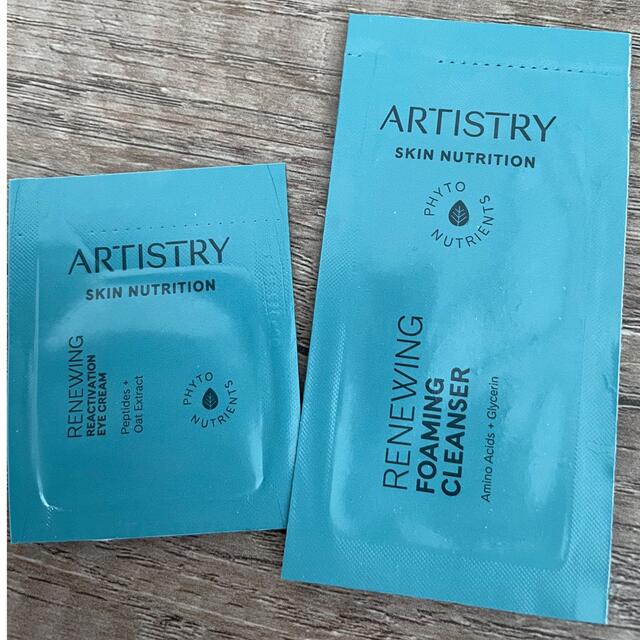 ARTISTRY
SKIN NUTRITION
RENEWING
REACTIVATION
EYE CREAM
Peptides +
Oat Extract
PHYTO
NUTRIENTS
ARTISTRY
SKIN NUTRITION
PHYTO
NUTRIENTS
RENEWING
FOAMING
CLEANSER
Amino Acids + Glycerin